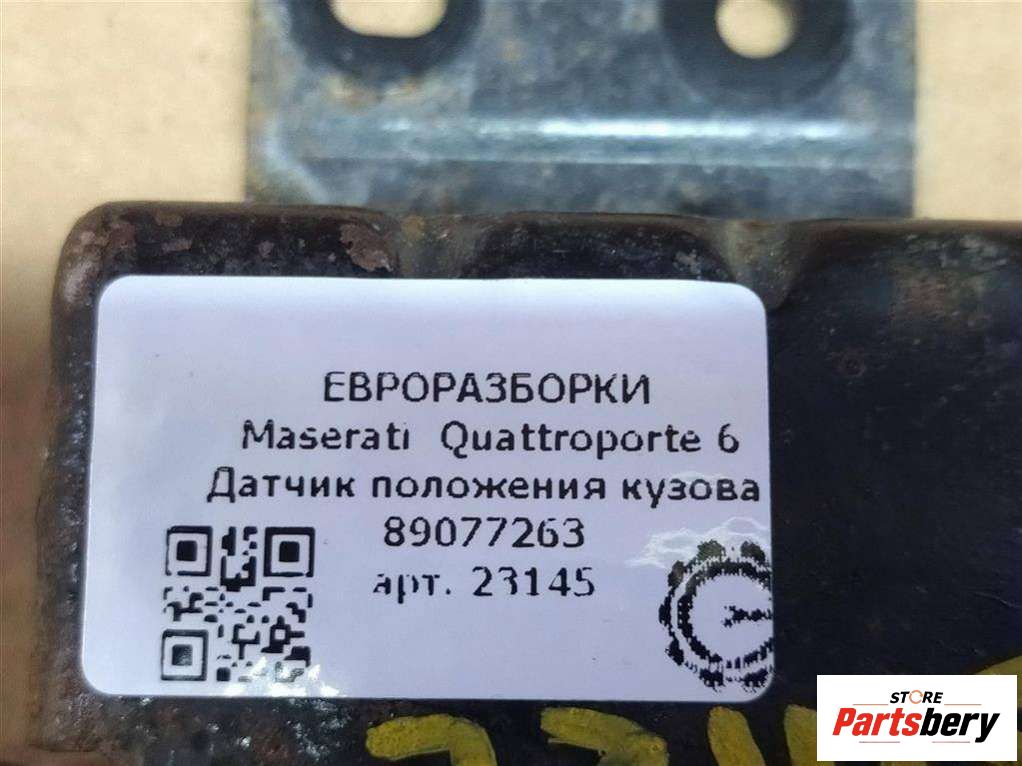 ЕВРОРАЗБОРКИ
Maserati Quattroporte 6
Датчик положения кузова
89077263
арт. 23145
STORE
Partsbery